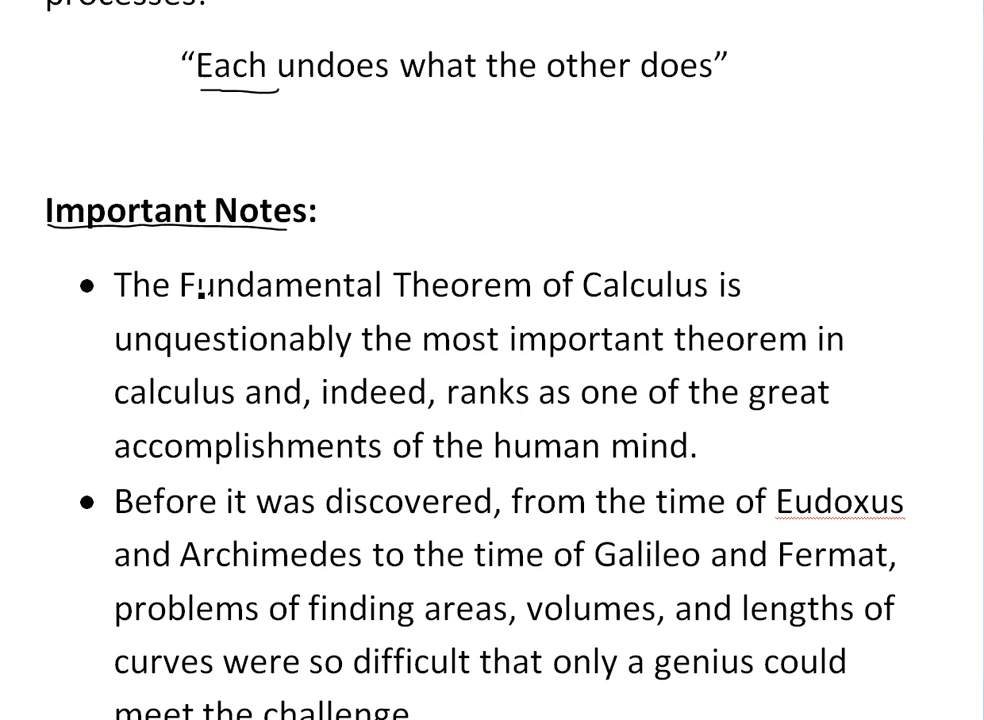 processes:
“Each undoes what the other does”
Important Notes:
• The Fundamental Theorem of Calculus is
unquestionably the most important theorem in
calculus and, indeed, ranks as one of the great
accomplishments of the human mind.
• Before it was discovered, from the time of Eudoxus
and Archimedes to the time of Galileo and Fermat,
problems of finding areas, volumes, and lengths of
curves were so difficult that only a genius could
meet the challenge